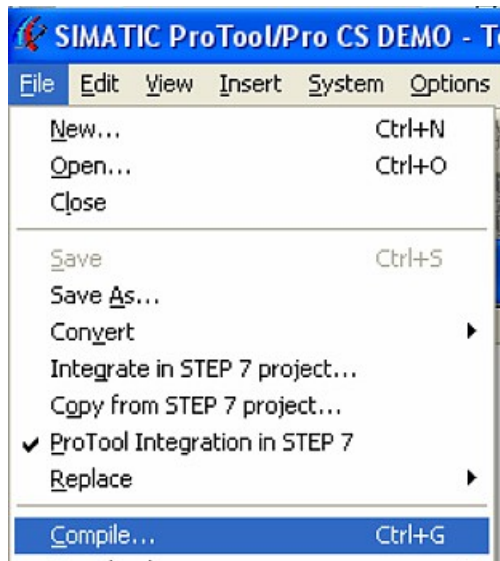 SIMATIC ProTool/Pro CS DEMO - T
File Edit View Insert System Options
New... Ctrl+N
Open... Ctrl+O
Close
Save Ctrl+S
Save As...
Convert
Integrate in STEP 7 project...
Copy from STEP 7 project...
ProTool Integration in STEP 7
Replace
Compile... Ctrl+G